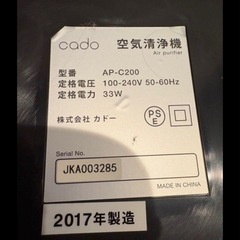 cado 空気清浄機
Air purifier
型番 AP-C200
定格電圧 100-240V 50-60Hz
定格電力 33W
株式会社 カドー
PSE
Serial No.
JKA003285
MADE IN CHINA
2017年製造